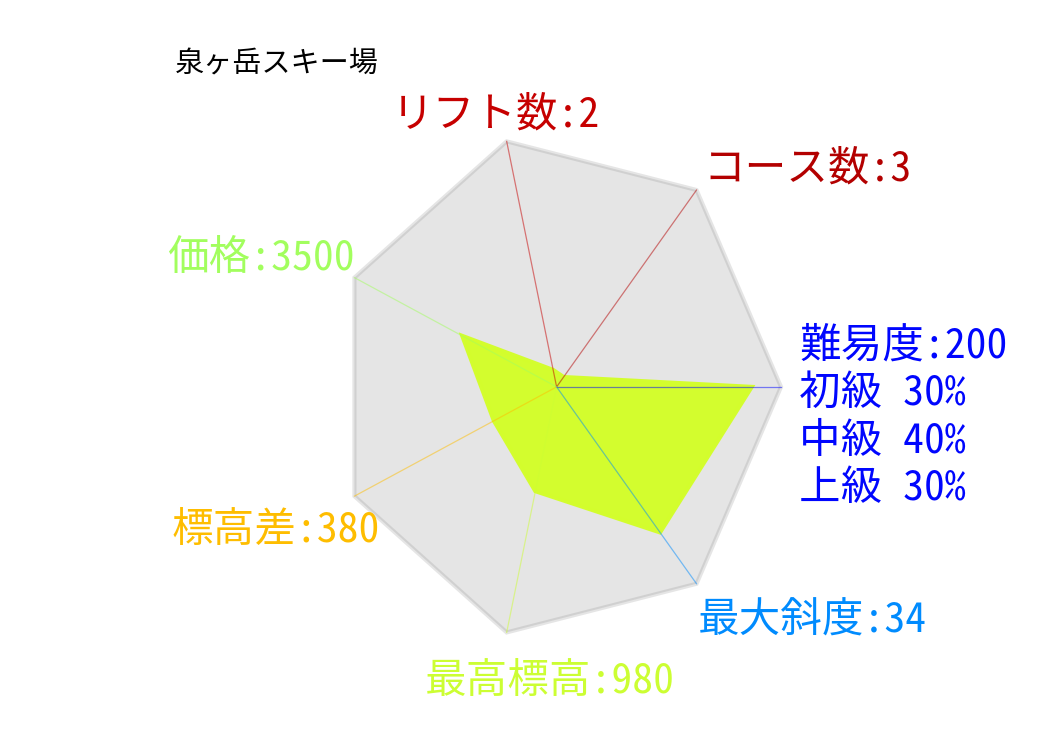 泉ヶ岳スキー場
リフト数:2
コース数:3
価格:3500
難易度:200
初級 30%
中級 40%
上級 30%
標高差:380
最大斜度:34
最高標高:980